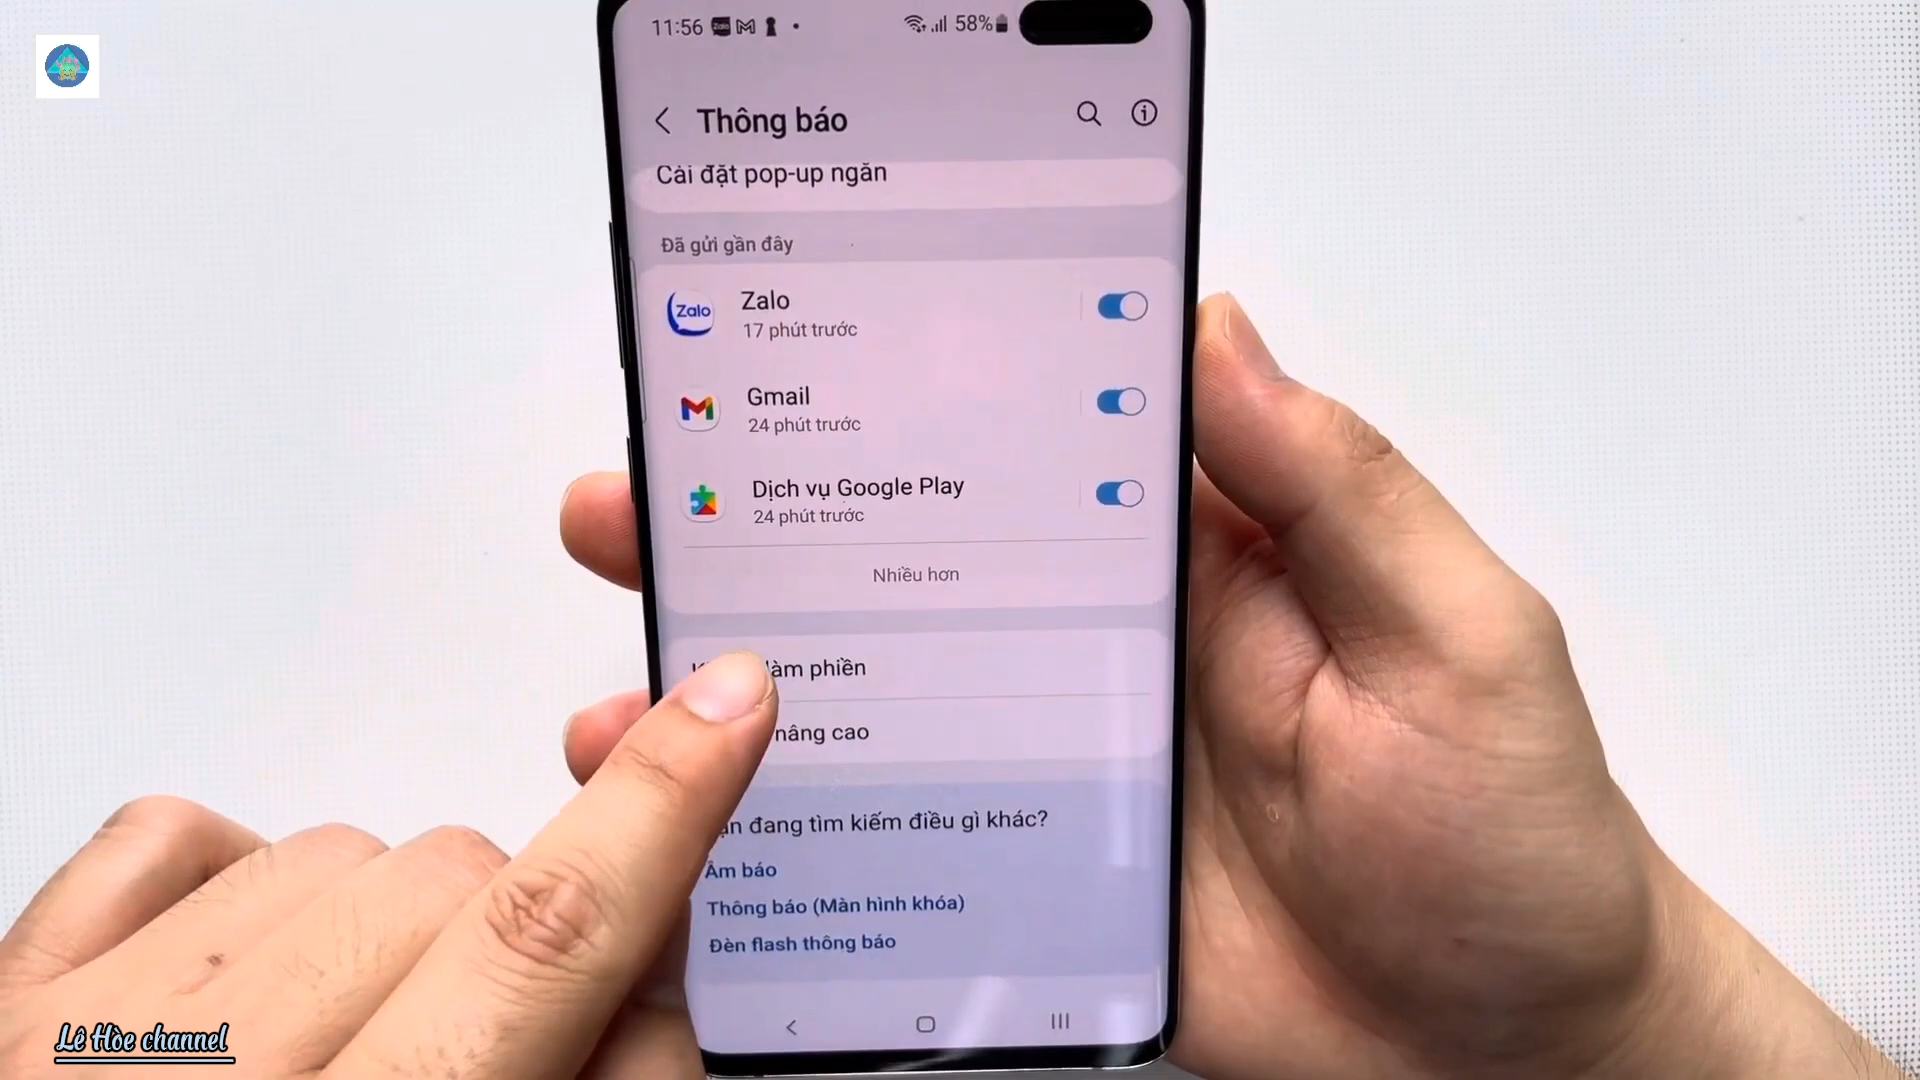 11:56
58%
Thông báo
Cài đặt pop-up ngăn
Đã gửi gần đây
Zalo
Zalo
17 phút trước
Gmail
24 phút trước
Dịch vụ Google Play
24 phút trước
Nhiều hơn
làm phiền
nâng cao
đang tìm kiếm điều gì khác?
Âm báo
Thông báo (Màn hình khóa)
Đèn flash thông báo
Lê Hòe channel